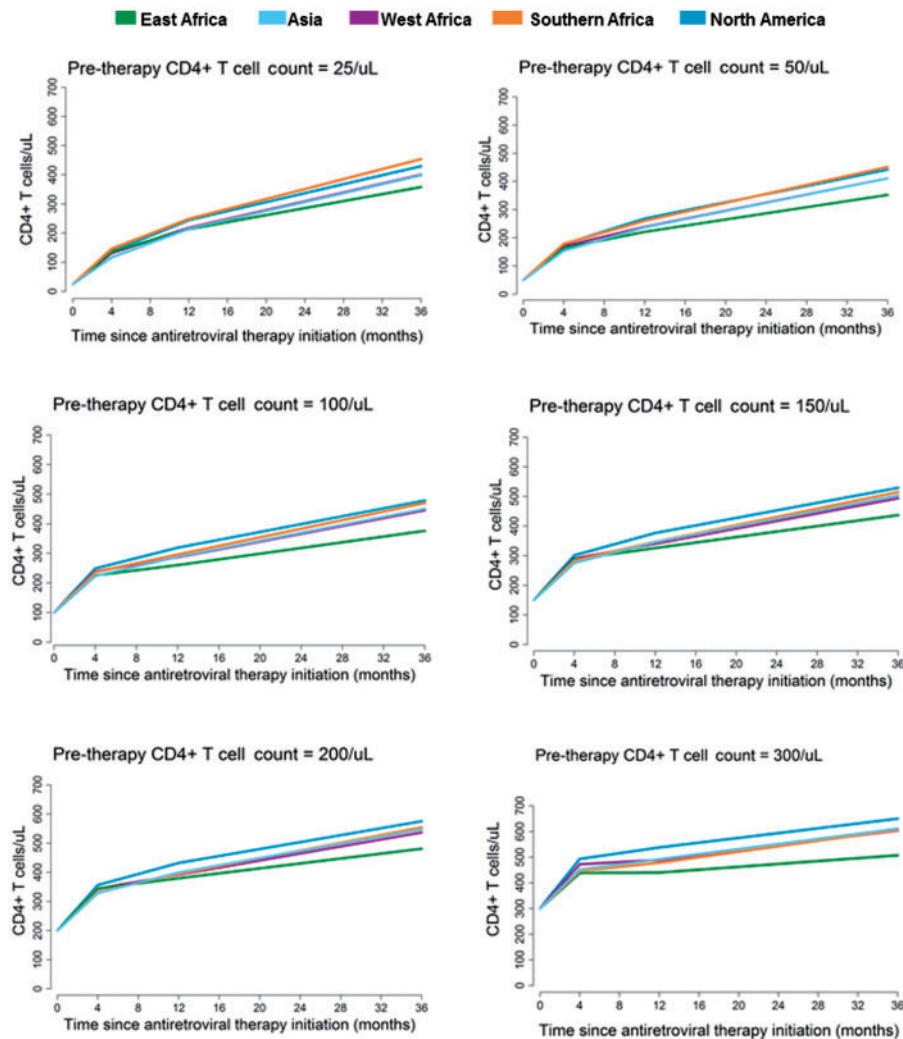 East Africa Asia West Africa Southern Africa North America
Pre-therapy CD4+ T cell count = 25/uL
CD4+ T cells/uL
0 100 200 300 400 500 600 700
0 4 8 12 16 20 24 28 32 36
Time since antiretroviral therapy initiation (months)
Pre-therapy CD4+ T cell count = 50/uL
CD4+ T cells/uL
0 100 200 300 400 500 600 700
0 4 8 12 16 20 24 28 32 36
Time since antiretroviral therapy initiation (months)
Pre-therapy CD4+ T cell count = 100/uL
CD4+ T cells/uL
0 100 200 300 400 500 600 700
0 4 8 12 16 20 24 28 32 36
Time since antiretroviral therapy initiation (months)
Pre-therapy CD4+ T cell count = 150/uL
CD4+ T cells/uL
0 100 200 300 400 500 600 700
0 4 8 12 16 20 24 28 32 36
Time since antiretroviral therapy initiation (months)
Pre-therapy CD4+ T cell count = 200/uL
CD4+ T cells/uL
0 100 200 300 400 500 600 700
0 4 8 12 16 20 24 28 32 36
Time since antiretroviral therapy initiation (months)
Pre-therapy CD4+ T cell count = 300/uL
CD4+ T cells/uL
0 100 200 300 400 500 600 700
0 4 8 12 16 20 24 28 32 36
Time since antiretroviral therapy initiation (months)